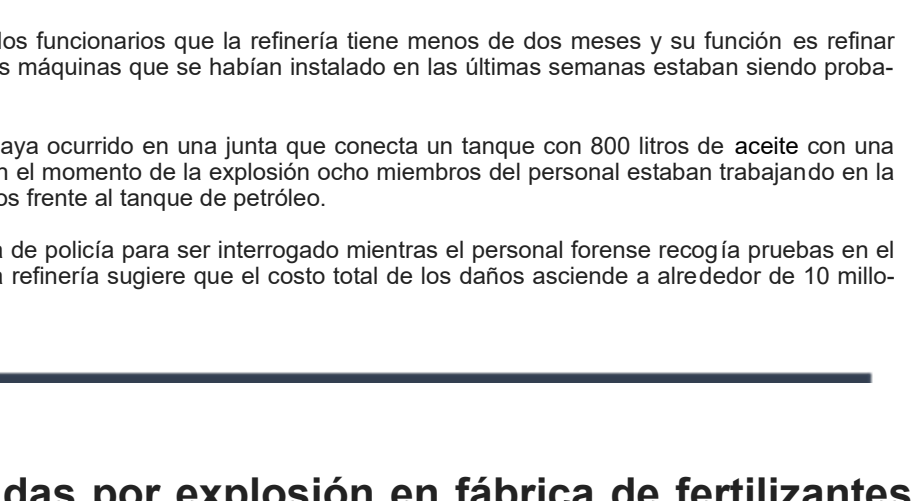 los funcionarios que la refinería tiene menos de dos meses y su función es refinar
s máquinas que se habían instalado en las últimas semanas estaban siendo proba-
aya ocurrido en una junta que conecta un tanque con 800 litros de aceite con una
n el momento de la explosión ocho miembros del personal estaban trabajando en la
os frente al tanque de petróleo.
a de policía para ser interrogado mientras el personal forense recogía pruebas en el
a refinería sugiere que el costo total de los daños asciende a alrededor de 10 millo-
das por explosión en fábrica de fertilizantes